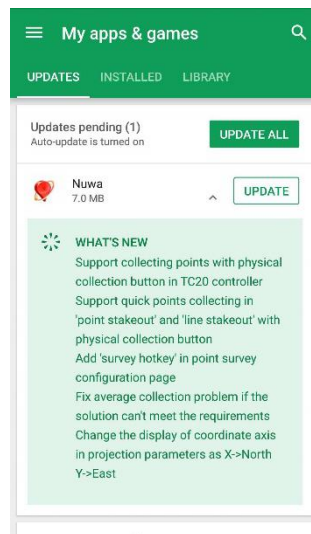 My apps & games
UPDATES INSTALLED LIBRARY
Updates pending (1)
Auto-update is turned on
UPDATE ALL
Nuwa
7.0 MB
UPDATE
WHAT'S NEW
Support collecting points with physical
collection button in TC20 controller
Support quick points collecting in
'point stakeout' and 'line stakeout' with
physical collection button
Add 'survey hotkey' in point survey
configuration page
Fix average collection problem if the
solution can't meet the requirements
Change the display of coordinate axis
in projection parameters as X->North
Y->East